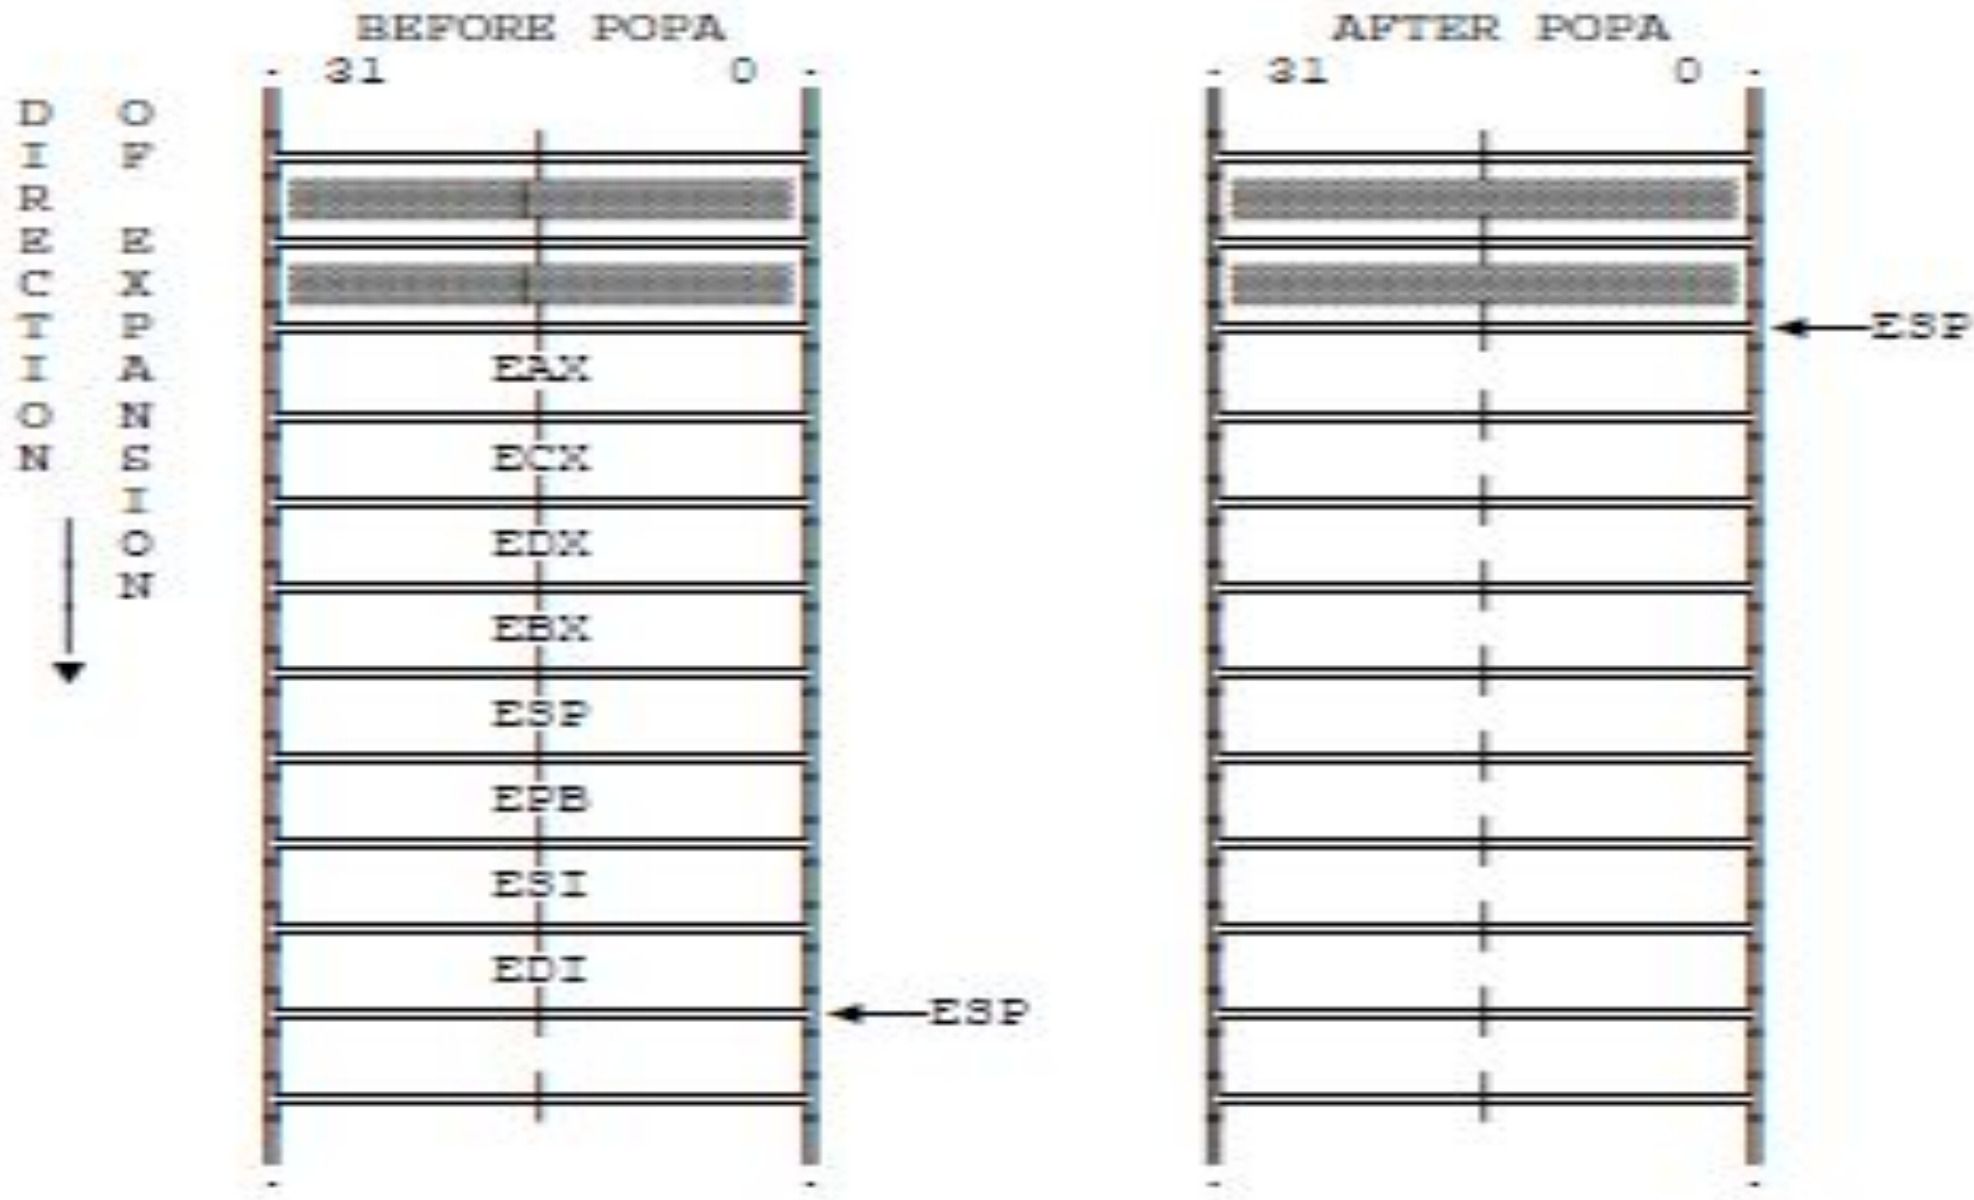 BEFORE POPA
31 0
DIRECTION
OF EXPANSION
EAX
ECX
EDX
EBX
ESP
EPB
ESI
EDI
ESP
AFTER POPA
31 0
ESP